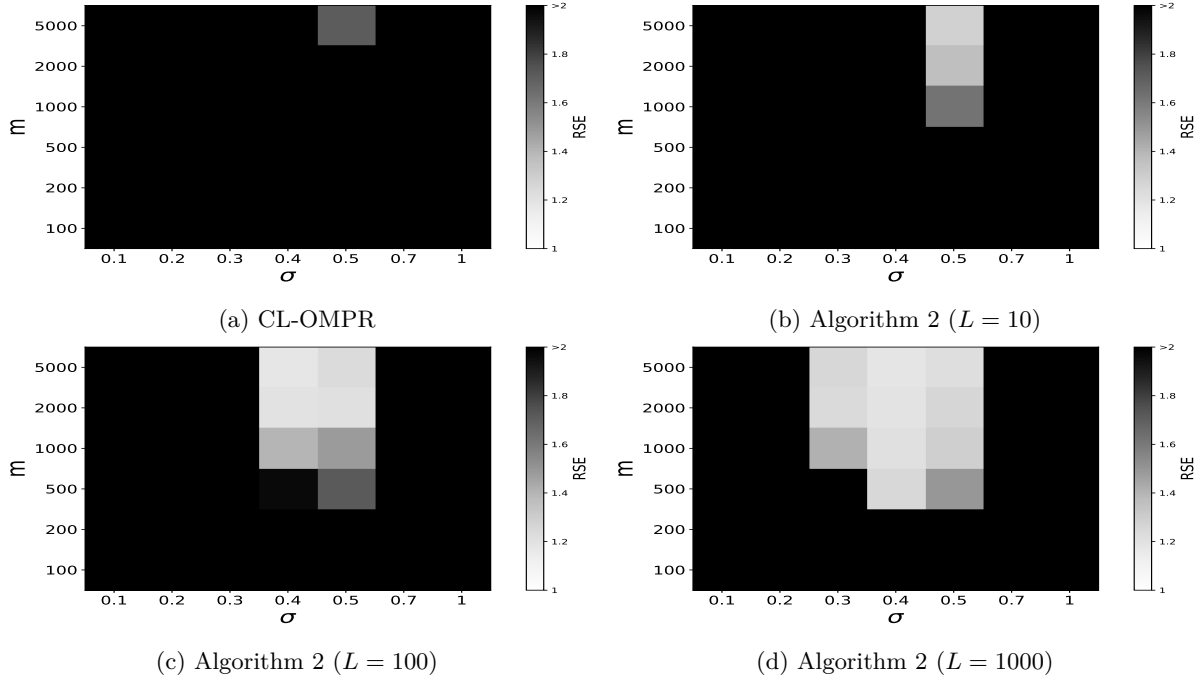 5000
2000
1000
500
200
100
m
0.1 0.2 0.3 0.4 0.5 0.7 1
σ
>2
1.8
1.6
1.4
1.2
1
RSE
(a) CL-OMPR
5000
2000
1000
500
200
100
m
0.1 0.2 0.3 0.4 0.5 0.7 1
σ
>2
1.8
1.6
1.4
1.2
1
RSE
(b) Algorithm 2 (L = 10)
5000
2000
1000
500
200
100
m
0.1 0.2 0.3 0.4 0.5 0.7 1
σ
>2
1.8
1.6
1.4
1.2
1
RSE
(c) Algorithm 2 (L = 100)
5000
2000
1000
500
200
100
m
0.1 0.2 0.3 0.4 0.5 0.7 1
σ
>2
1.8
1.6
1.4
1.2
1
RSE
(d) Algorithm 2 (L = 1000)